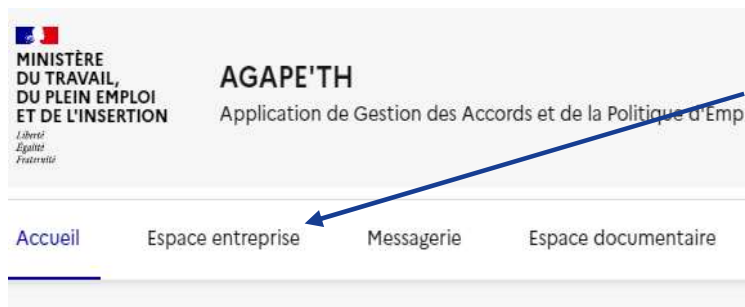 MINISTÈRE
DU TRAVAIL,
DU PLEIN EMPLOI
ET DE L'INSERTION
Liberté
Égalité
Fraternité
AGAPE'TH
Application de Gestion des Accords et de la Politique d'Emp
Accueil Espace entreprise Messagerie Espace documentaire